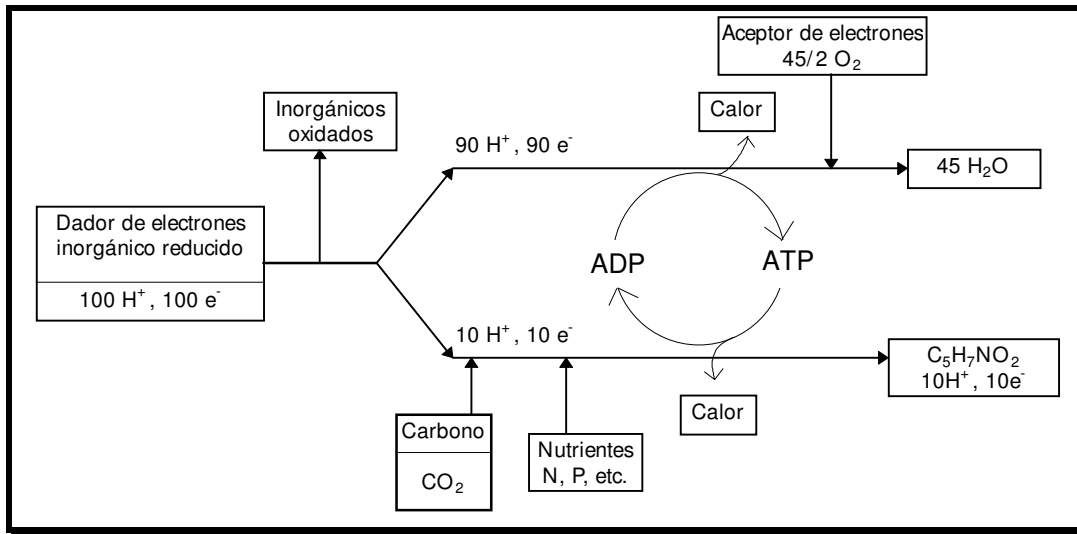 Aceptor de electrones
45/2 O₂
Inorgánicos
oxidados
Calor
90 H⁺, 90 e⁻
45 H₂O
Dador de electrones
inorgánico reducido
100 H⁺, 100 e⁻
ADP
ATP
10 H⁺, 10 e⁻
C₅H₇NO₂
10H⁺, 10e⁻
Calor
Carbono
CO₂
Nutrientes
N, P, etc.